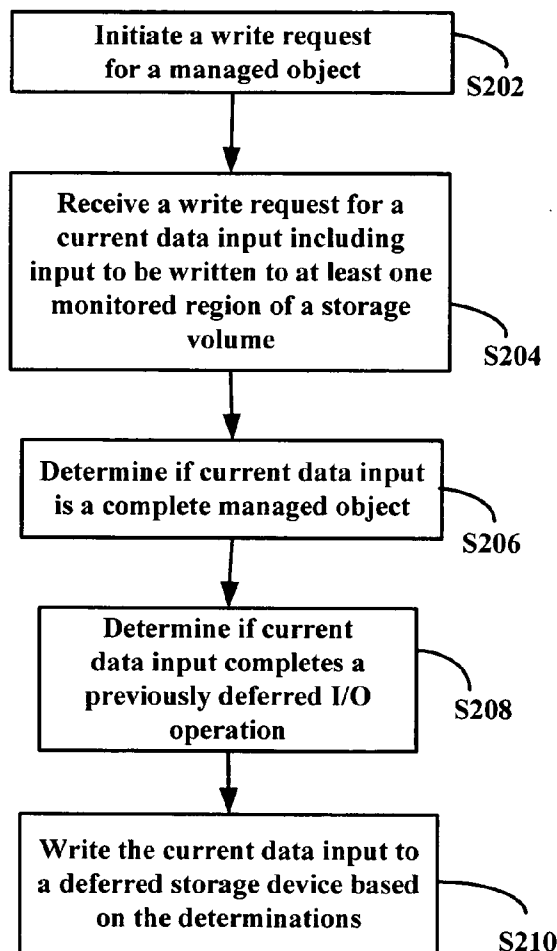 Initiate a write request
for a managed object
S202
Receive a write request for a
current data input including
input to be written to at least one
monitored region of a storage
volume
S204
Determine if current data input
is a complete managed object
S206
Determine if current
data input completes a
previously deferred I/O
operation
S208
Write the current data input to
a deferred storage device based
on the determinations
S210